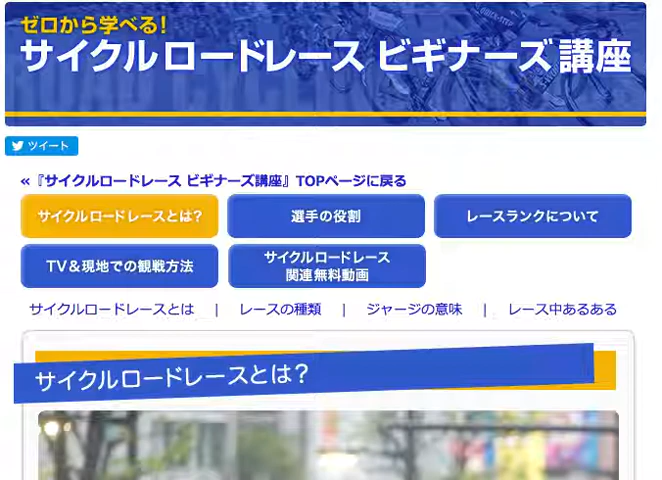 ゼロから学べる!
サイクルロードレース ビギナーズ講座
ツイート
«『サイクルロードレース ビギナーズ講座』TOPページに戻る
サイクルロードレースとは?
選手の役割
レースランクについて
TV&現地での観戦方法
サイクルロードレース
関連無料動画
サイクルロードレースとは | レースの種類 | ジャージの意味 | レース中あるある
サイクルロードレースとは?